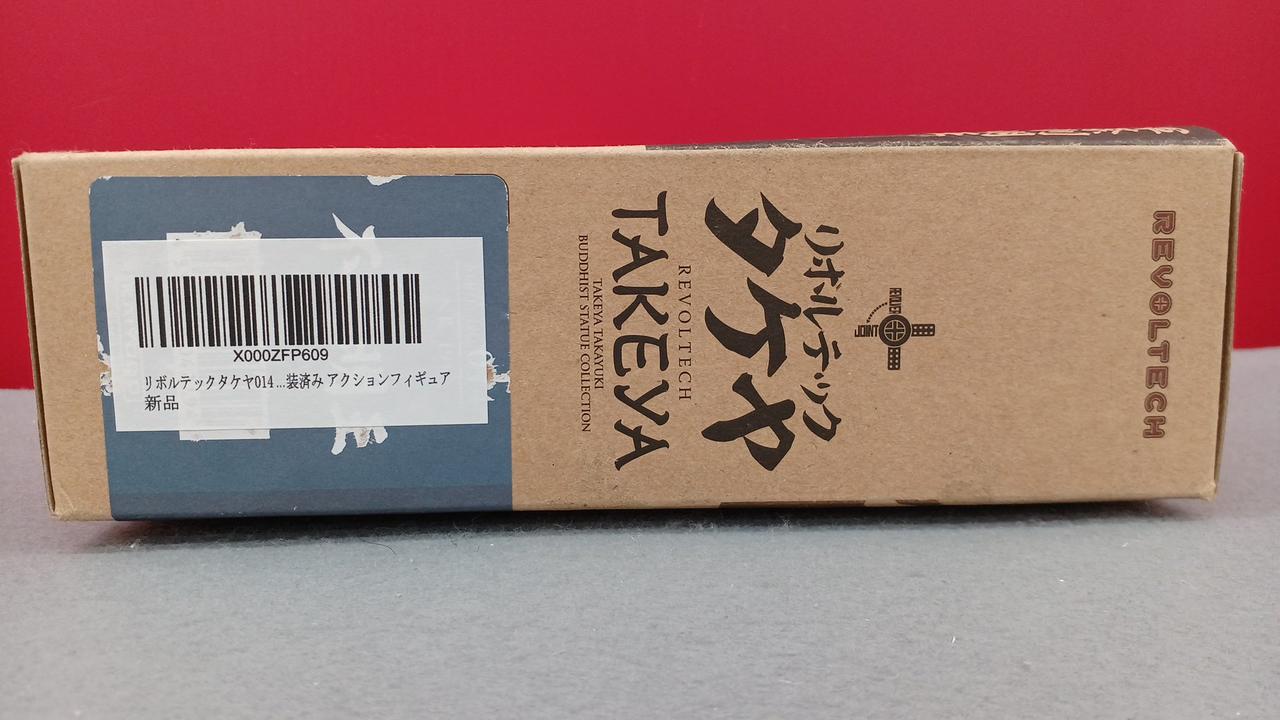 X000ZFP609
リボルテックタケヤ014...装済み アクションフィギュア
新品
REVOLTECH
REVOLVER
JOINT
リボルテック
タケヤ
REVOLTECH
TAKEYA
TAKEYA TAKAYUKI
BUDDHIST STATUE COLLECTION